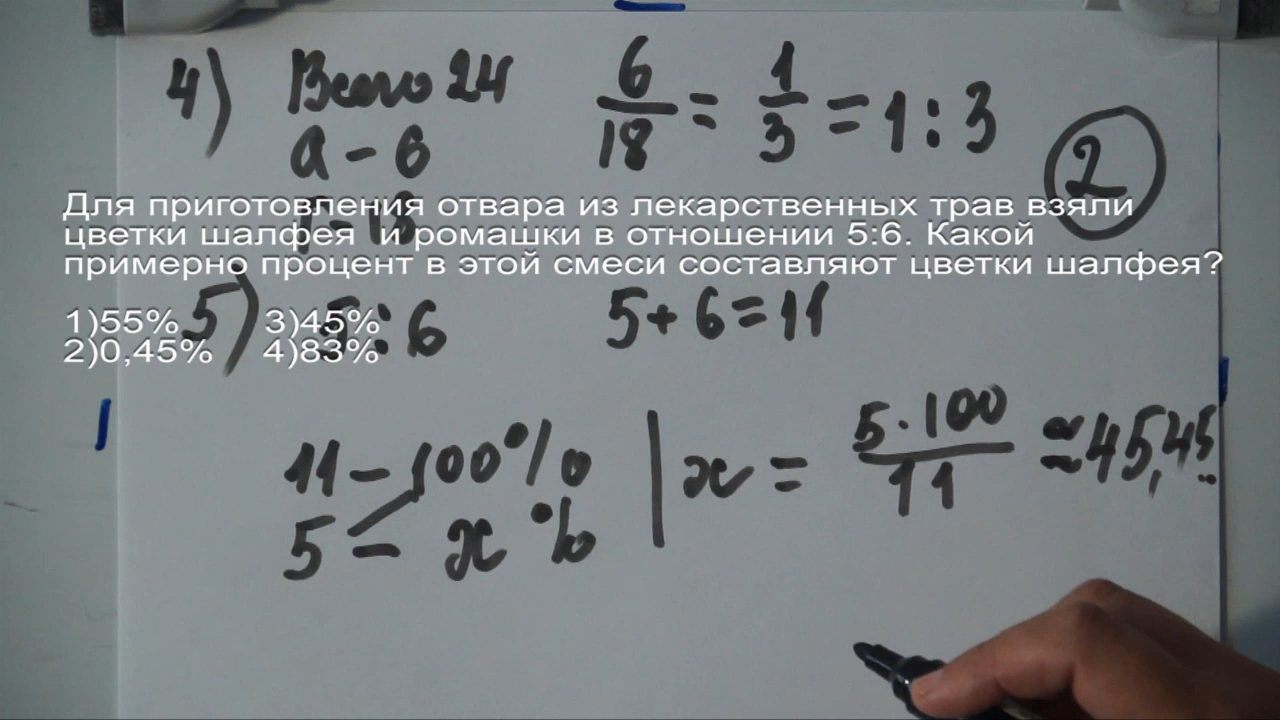 4) Всего 24 6/18 = 1/3 = 1:3
а - 6
2
Для приготовления отвара из лекарственных трав взяли
цветки шалфея и ромашки в отношении 5:6. Какой
примерно процент в этой смеси составляют цветки шалфея?
1)55% 3)45%
2)0,45% 4)83%
5) 5:6 5+6=11
11 - 100% | x = 5·100/11 ≈ 45,45..
5 - x %